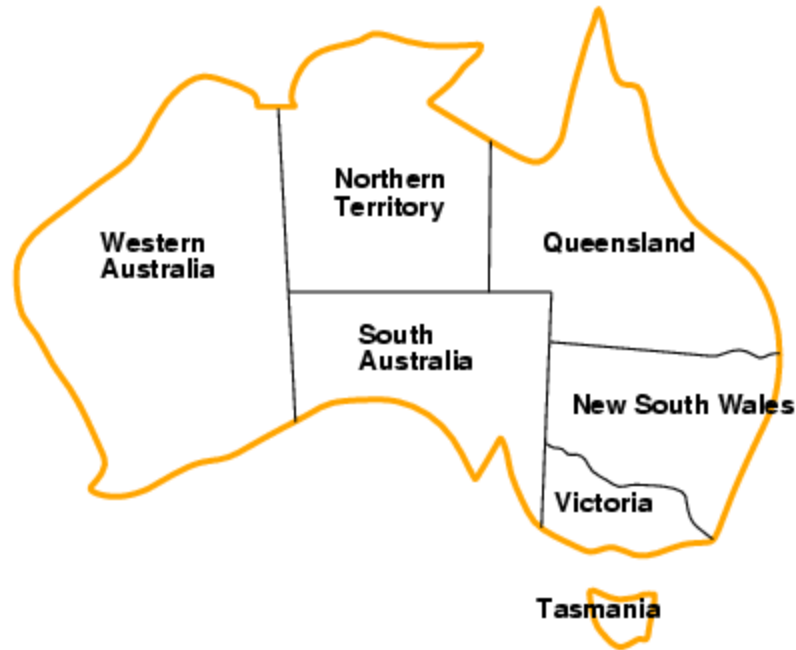 Northern
Territory
Western
Australia
Queensland
South
Australia
New South Wales
Victoria
Tasmania